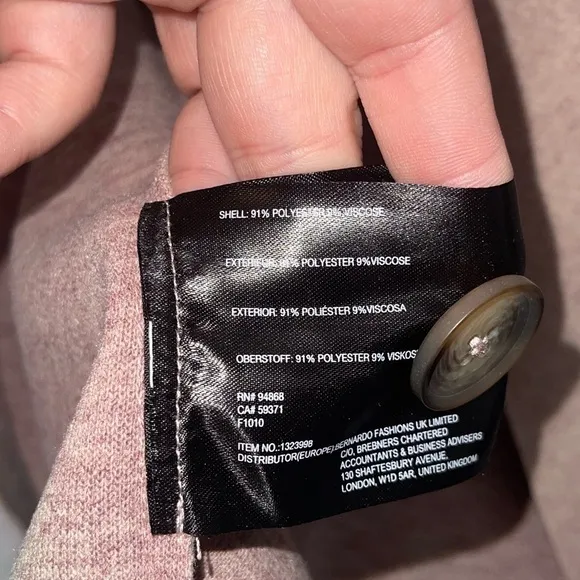 SHELL: 91% POLYESTER 9%VISCOSE
EXTERIEUR: 91% POLYESTER 9%VISCOSE
EXTERIOR: 91% POLIÉSTER 9%VISCOSA
OBERSTOFF: 91% POLYESTER 9%
RN# 94868
CA# 59371
F1010
ITEM NO.:1323998
DISTRIBUTOR(EUROPE):BERNARDO FASHIONS UK LIMITED
C/O, BREBNERS CHARTERED
ACCOUNTANTS & BUSINESS ADVISERS
130 SHAFTESBURY AVENUE,
LONDON, W1D 5AR, UNITED KINGDOM